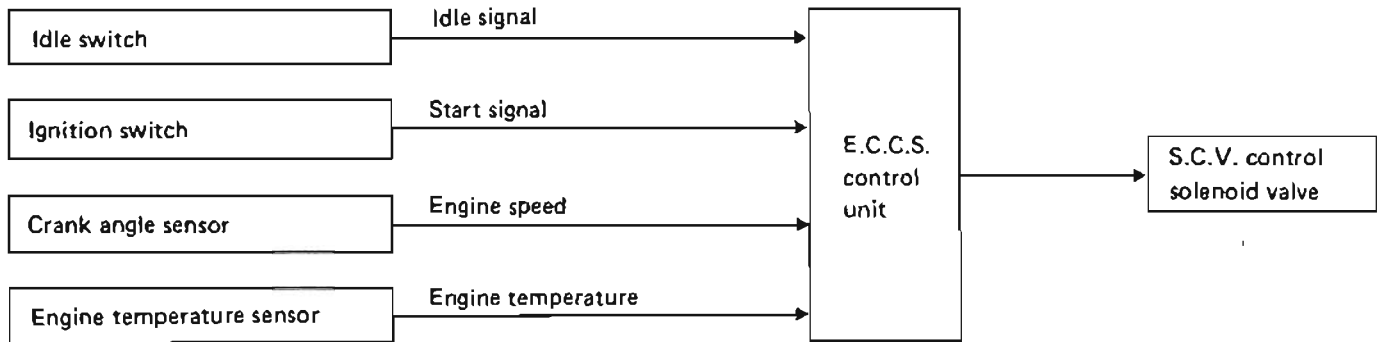 Idle switch
Idle signal
Ignition switch
Start signal
Crank angle sensor
Engine speed
Engine temperature sensor
Engine temperature
E.C.C.S.
control
unit
S.C.V. control
solenoid valve